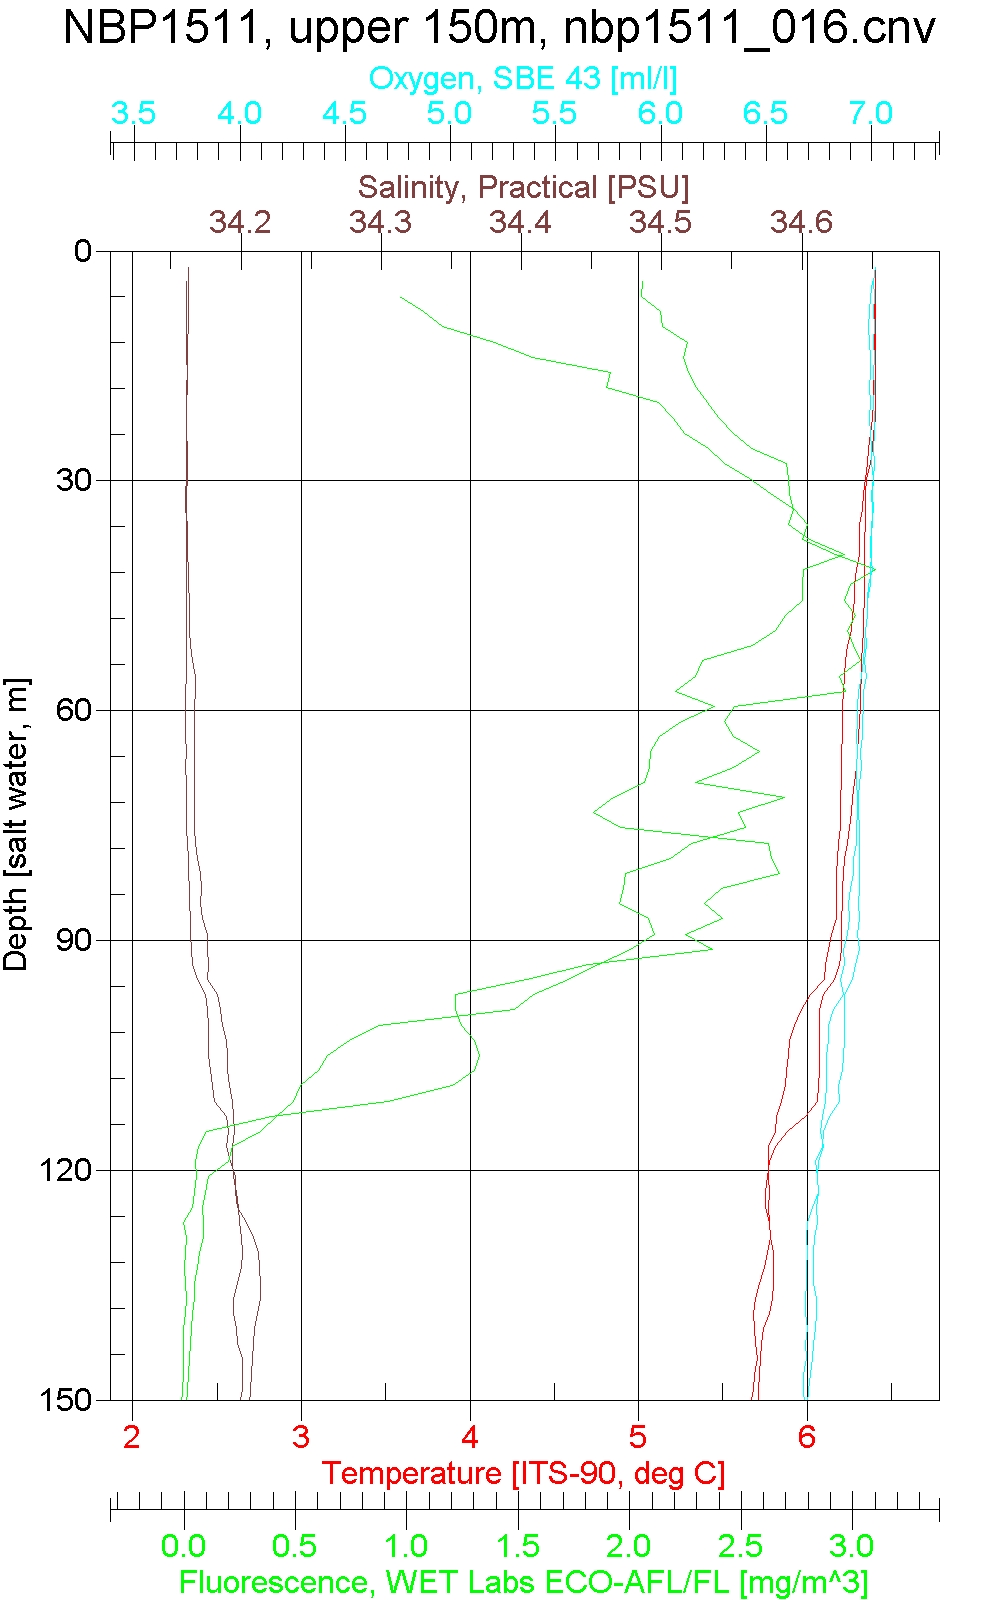 NBP1511, upper 150m, nbp1511_016.cnv
Oxygen, SBE 43 [ml/l]
3.5 4.0 4.5 5.0 5.5 6.0 6.5 7.0
Salinity, Practical [PSU]
34.2 34.3 34.4 34.5 34.6
0
30
60
90
120
150
Depth [salt water, m]
2 3 4 5 6
Temperature [ITS-90, deg C]
0.0 0.5 1.0 1.5 2.0 2.5 3.0
Fluorescence, WET Labs ECO-AFL/FL [mg/m^3]